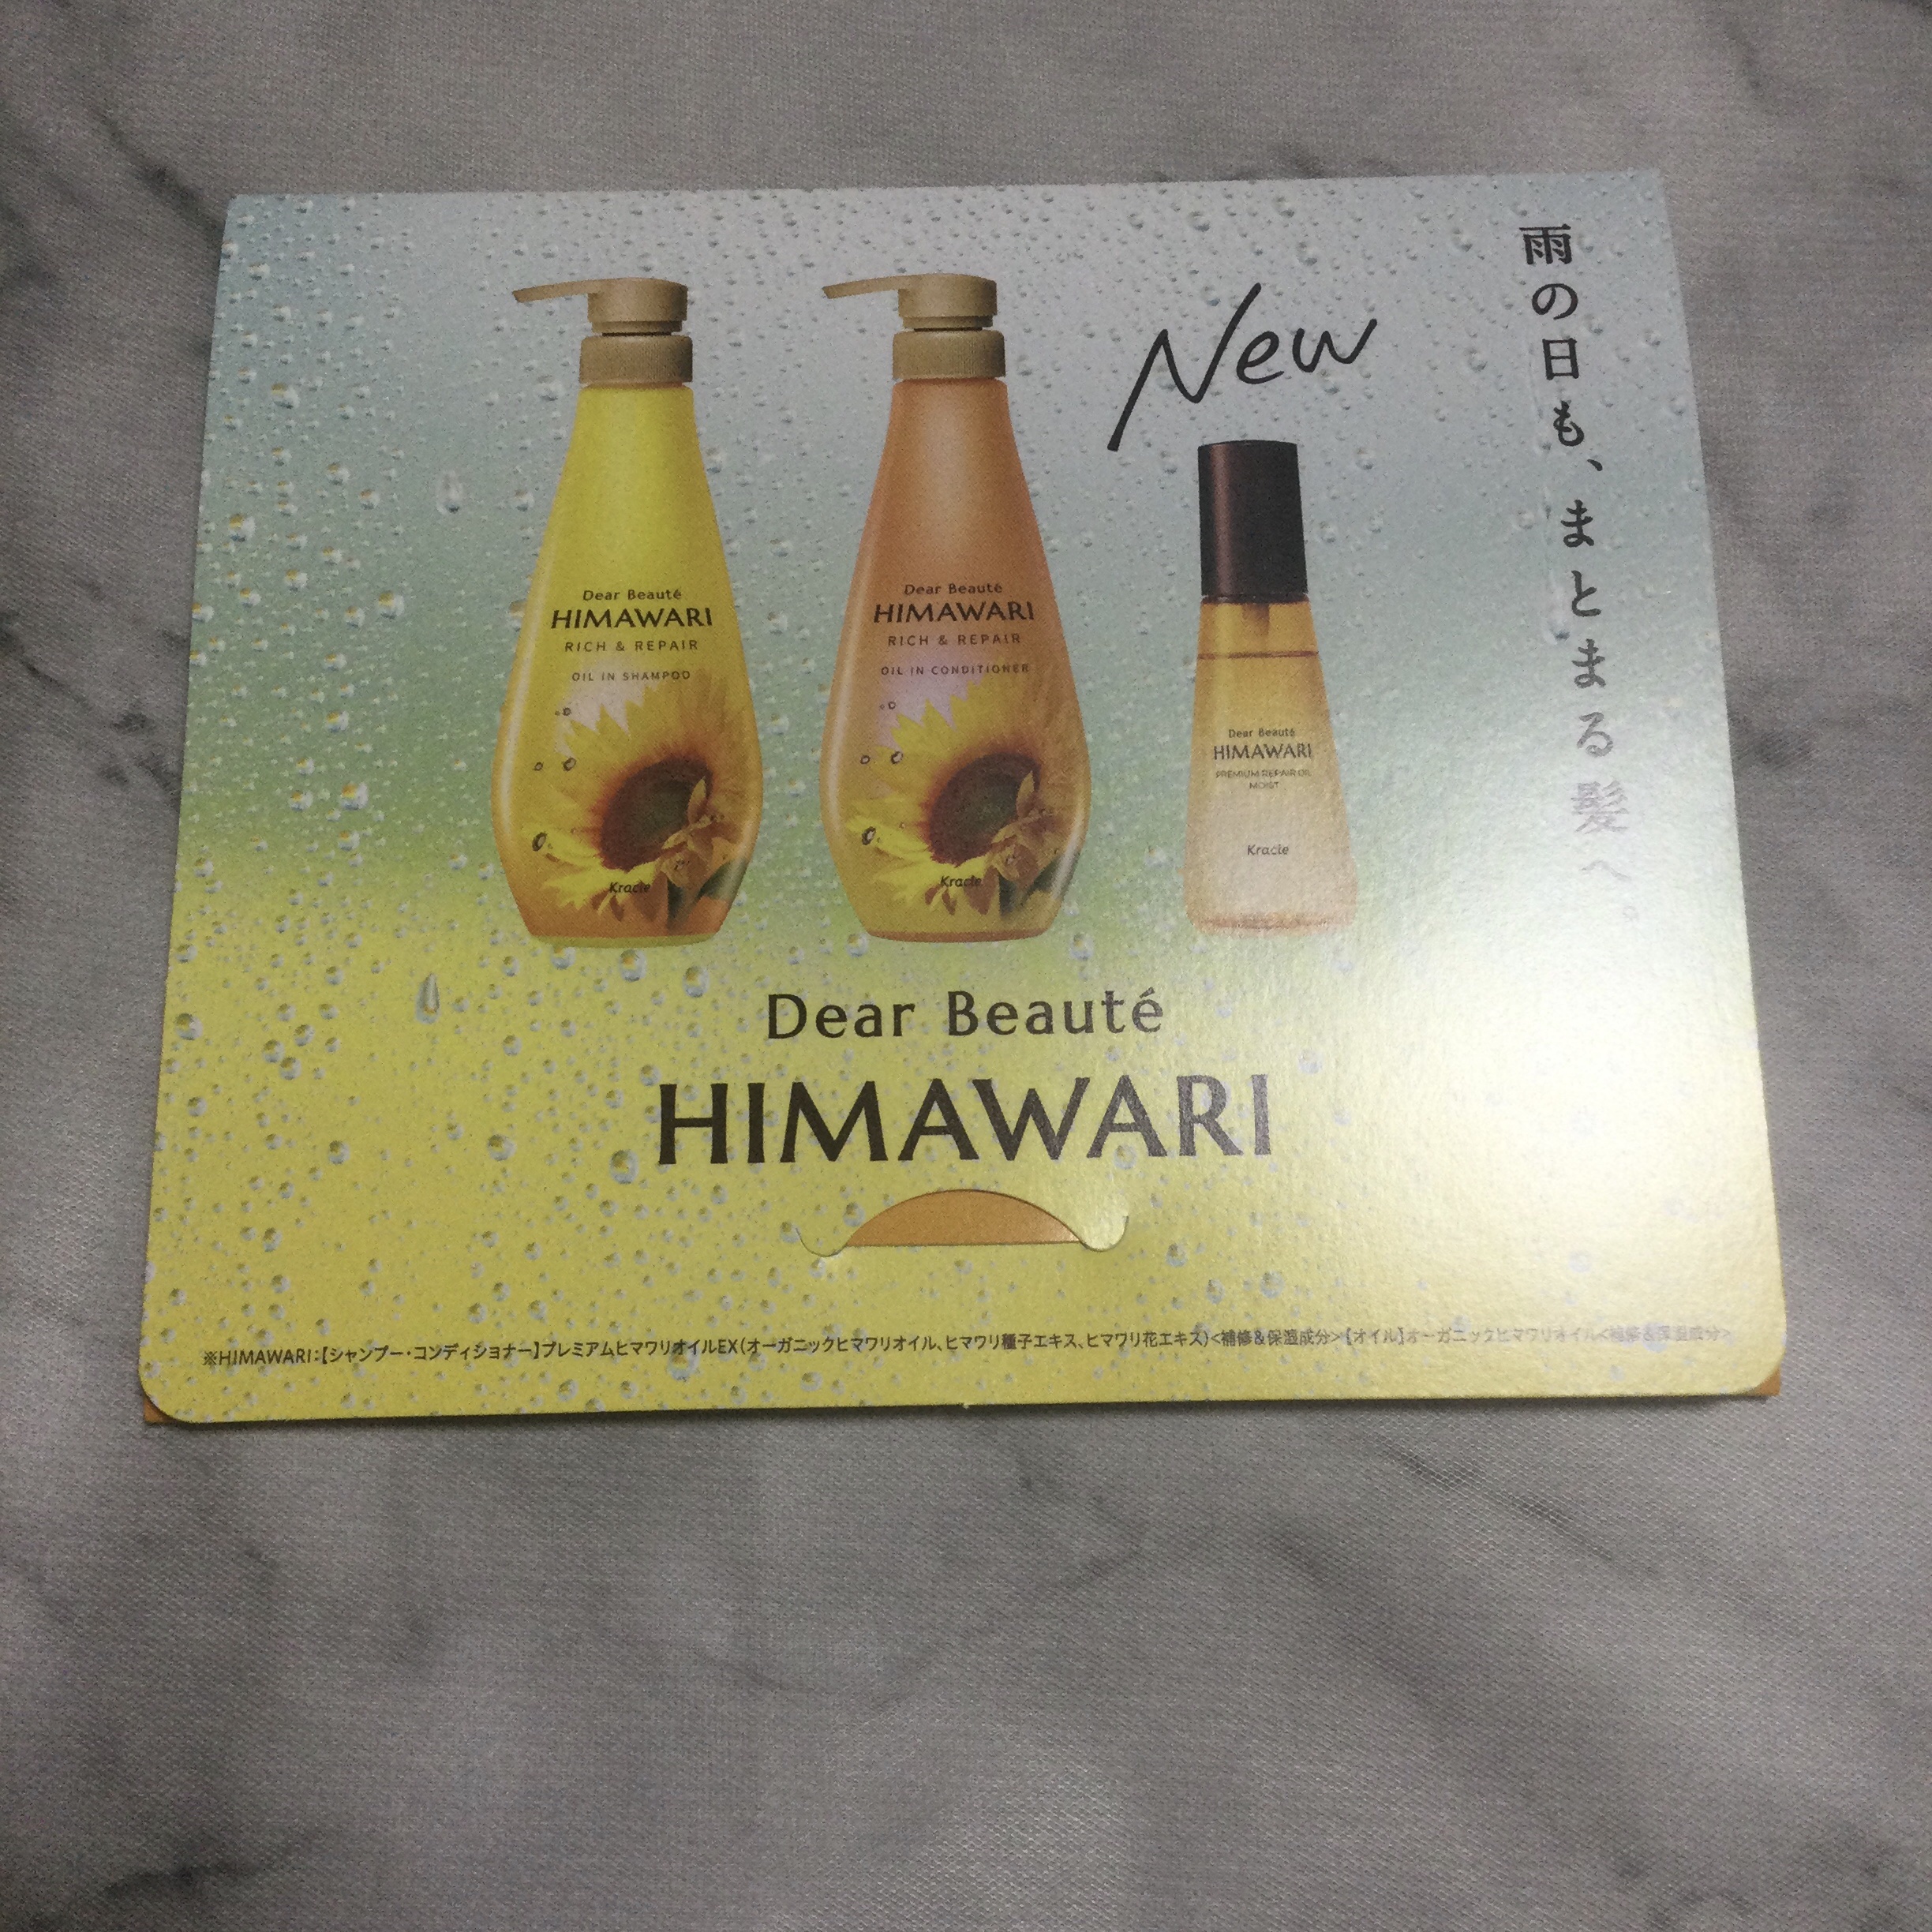 雨の日も、まとまる髪へ。
New
Dear Beauté
HIMAWARI
RICH & REPAIR
OIL IN SHAMPOO
Kracie
Dear Beauté
HIMAWARI
RICH & REPAIR
OIL IN CONDITIONER
Kracie
Dear Beauté
HIMAWARI
PREMIUM REPAIR OIL
MOIST
Kracie
Dear Beauté
HIMAWARI
※HIMAWARI:【シャンプー・コンディショナー】プレミアムヒマワリオイルEX(オーガニックヒマワリオイル、ヒマワリ種子エキス、ヒマワリ花エキス)<補修&保湿成分>【オイル】オーガニックヒマワリオイル<補修&保湿成分>